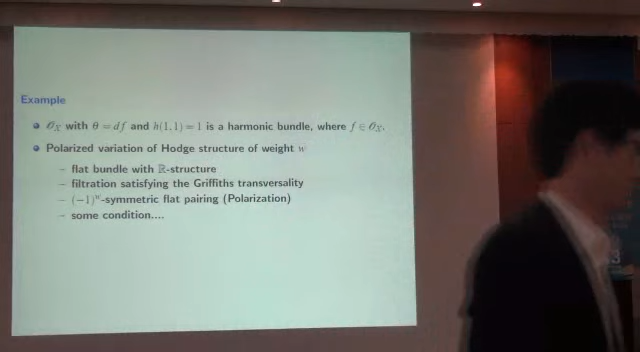 Example
• 𝒪_X with θ = df and h(1, 1) = 1 is a harmonic bundle, where f ∈ 𝒪_X.
• Polarized variation of Hodge structure of weight w
– flat bundle with ℝ-structure
– filtration satisfying the Griffiths transversality
– (−1)^w-symmetric flat pairing (Polarization)
– some condition....